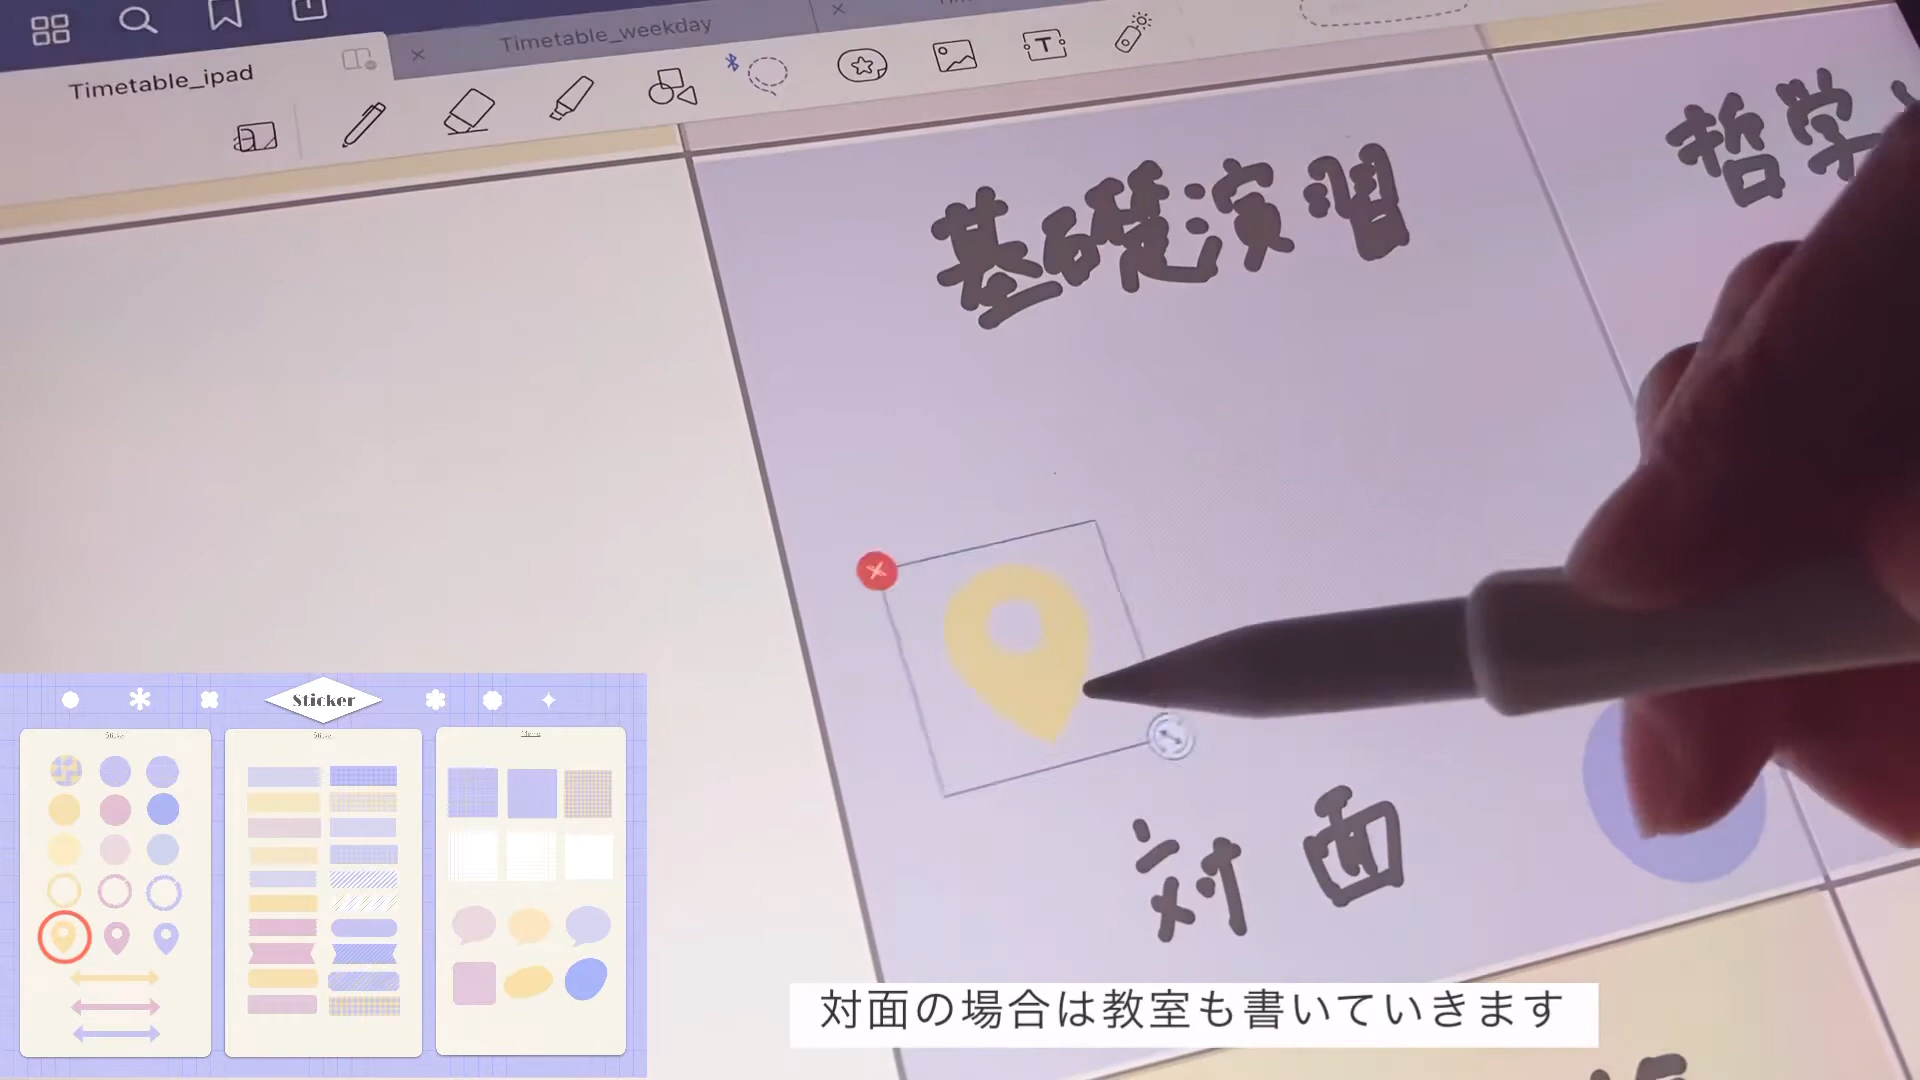 Timetable_ipad
Timetable_weekday
T
基礎演習
哲学
対面
Sticker
対面の場合は教室も書いていきます